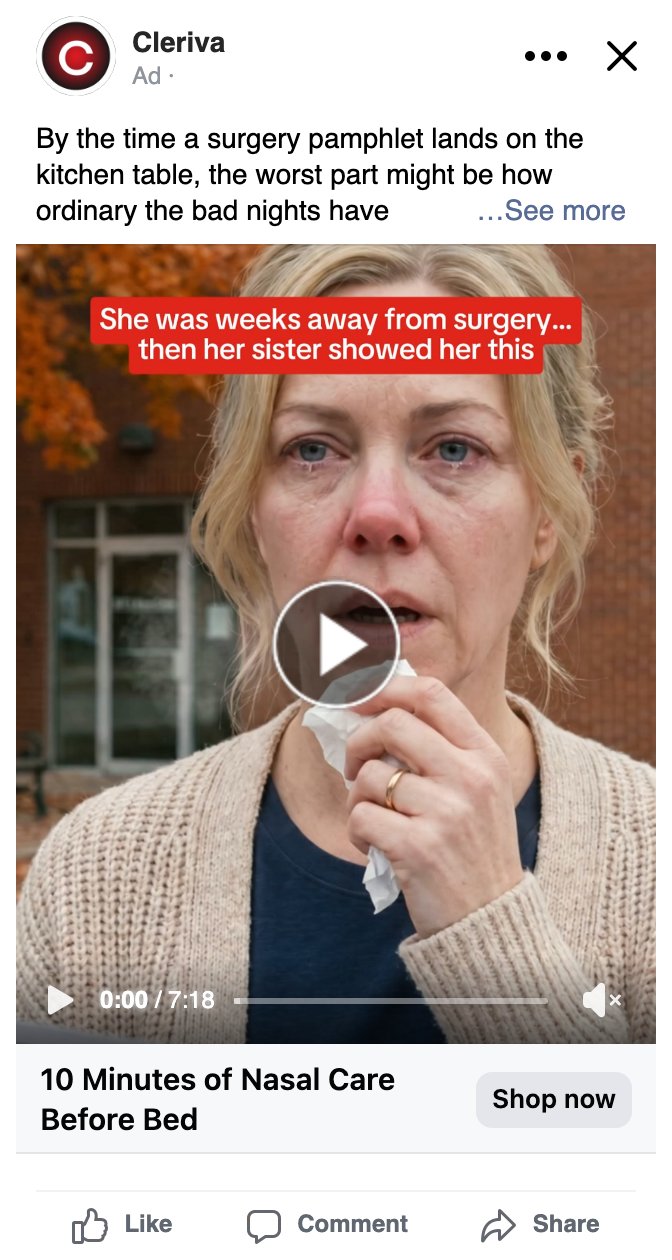 C
Cleriva
Ad ·
By the time a surgery pamphlet lands on the
kitchen table, the worst part might be how
ordinary the bad nights have ...See more
She was weeks away from surgery...
then her sister showed her this
0:00 / 7:18
10 Minutes of Nasal Care
Before Bed
Shop now
Like
Comment
Share